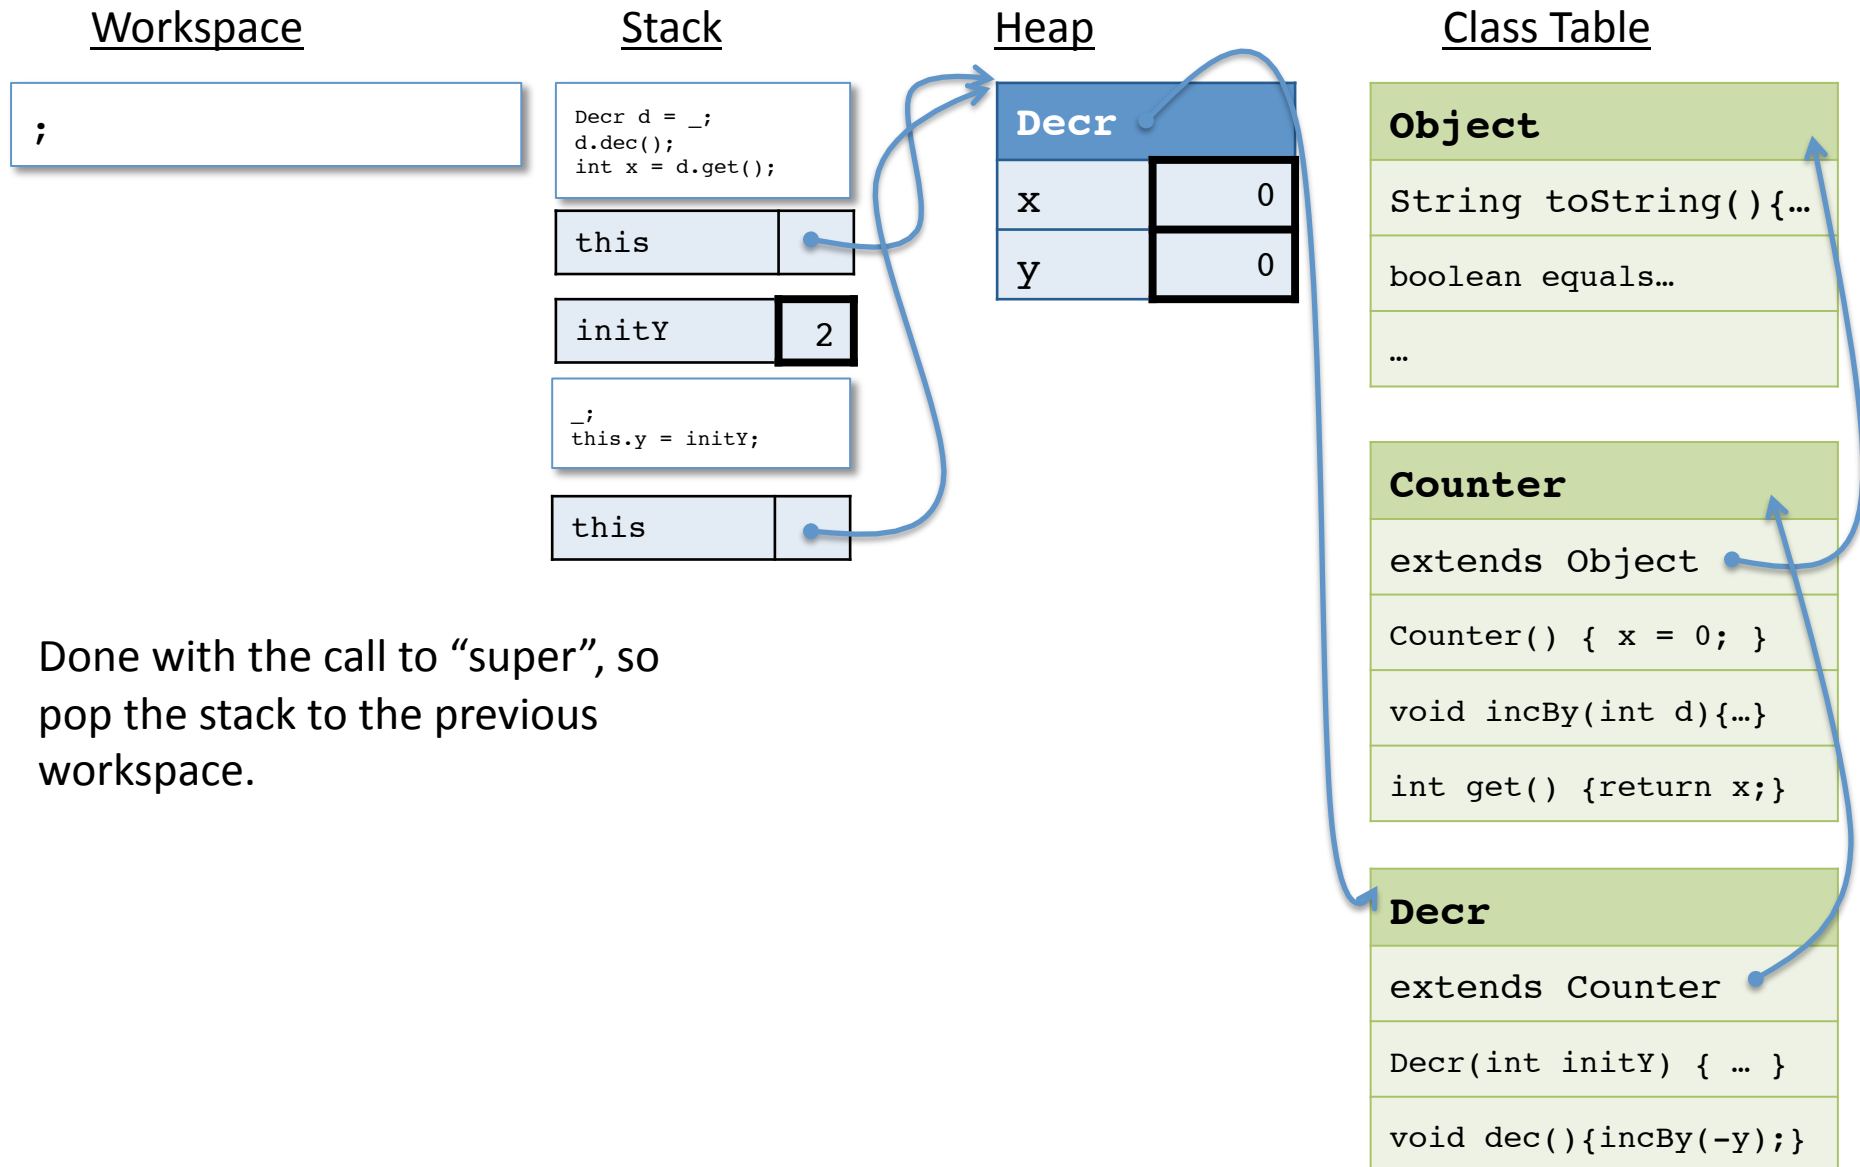 Workspace
Stack
Heap
Class Table
;
Decr d = _;
d.dec();
int x = d.get();
this
initY 2
_;
this.y = initY;
this
Decr
x 0
y 0
Object
String toString(){…
boolean equals…
…
Counter
extends Object
Counter() { x = 0; }
void incBy(int d){…}
int get() {return x;}
Decr
extends Counter
Decr(int initY) { … }
void dec(){incBy(-y);}
Done with the call to “super”, so
pop the stack to the previous
workspace.